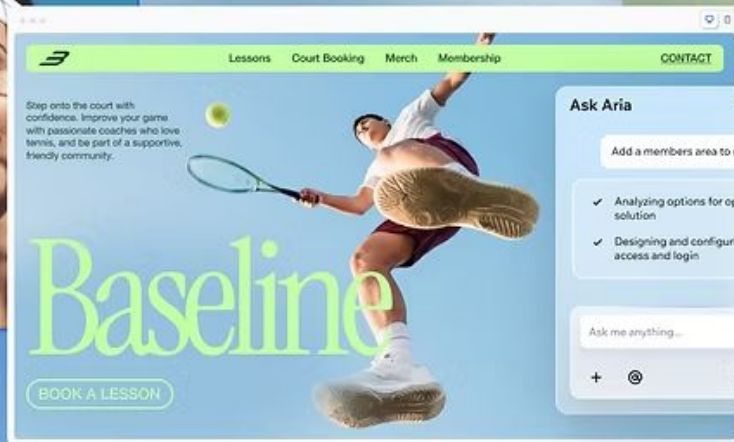 Lessons Court Booking Merch Membership CONTACT
Step onto the court with
confidence. Improve your game
with passionate coaches who love
tennis, and be part of a supportive,
friendly community.
Baseline
BOOK A LESSON
Ask Aria
Add a members area to
Analyzing options for
solution
Designing and
access and login
Ask me anything...